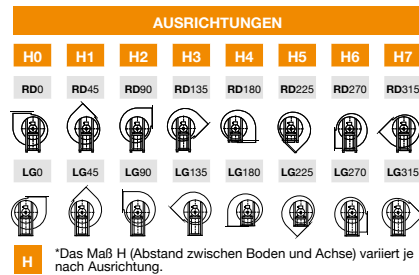 AUSRICHTUNGEN
H0 H1 H2 H3 H4 H5 H6 H7
RD0 RD45 RD90 RD135 RD180 RD225 RD270 RD315
LG0 LG45 LG90 LG135 LG180 LG225 LG270 LG315
H *Das Maß H (Abstand zwischen Boden und Achse) variiert je
nach Ausrichtung.